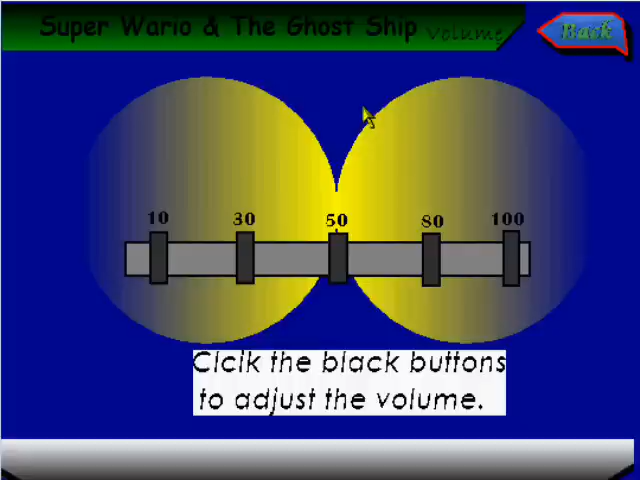 Super Wario & The Ghost Ship Volume
Back
10 30 50 80 100
Clcik the black buttons
to adjust the volume.